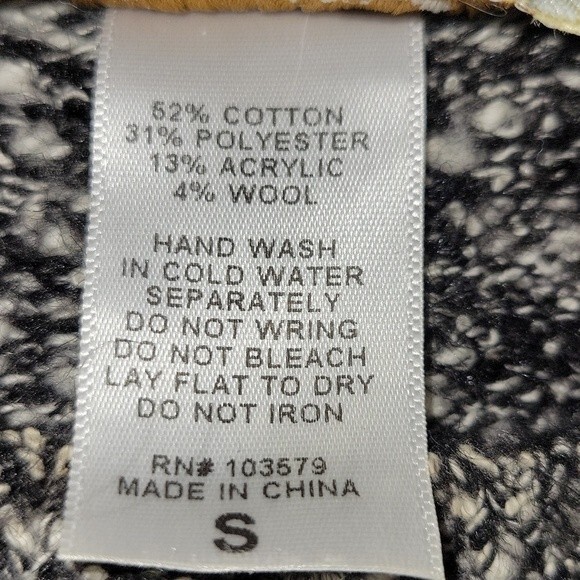 52% COTTON
31% POLYESTER
13% ACRYLIC
4% WOOL
HAND WASH
IN COLD WATER
SEPARATELY
DO NOT WRING
DO NOT BLEACH
LAY FLAT TO DRY
DO NOT IRON
RN# 103579
MADE IN CHINA
S